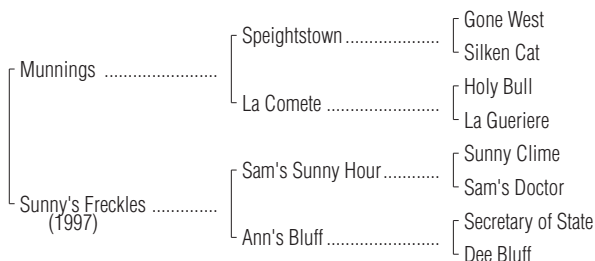 Gone West
Speightstown ....................
Silken Cat
Munnings ........................
Holy Bull
La Comete ........................
La Gueriere
Sunny Clime
Sam's Sunny Hour............
Sam's Doctor
Sunny's Freckles ..............
(1997)
Secretary of State
Ann's Bluff ........................
Dee Bluff